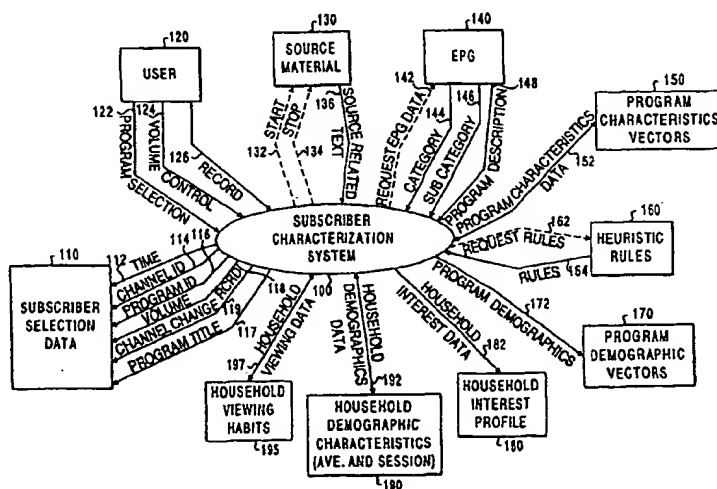 120
USER
130
SOURCE
MATERIAL
140
EPG
150
PROGRAM
CHARACTERISTICS
VECTORS
122
PROGRAM
SELECTION
124
VOLUME
CONTROL
126
RECORD
START
132
STOP
134
136
SOURCE RELATED
TEXT
142
REQUEST EPG DATA
144
CATEGORY
146
SUB CATEGORY
148
PROGRAM DESCRIPTION
PROGRAM CHARACTERISTICS
DATA
152
SUBSCRIBER
CHARACTERIZATION
SYSTEM
100
REQUEST RULES
162
RULES
164
160
HEURISTIC
RULES
110
SUBSCRIBER
SELECTION
DATA
112
TIME
114
CHANNEL ID
116
PROGRAM ID
VOLUME
RCRD
118
CHANNEL CHANGE
119
PROGRAM TITLE
117
HOUSEHOLD
VIEWING DATA
197
HOUSEHOLD
VIEWING
HABITS
195
HOUSEHOLD
DEMOGRAPHICS
DATA
192
HOUSEHOLD
DEMOGRAPHIC
CHARACTERISTICS
(AVE. AND SESSION)
190
HOUSEHOLD
INTEREST DATA
182
HOUSEHOLD
INTEREST
PROFILE
180
PROGRAM DEMOGRAPHICS
172
170
PROGRAM
DEMOGRAPHIC
VECTORS